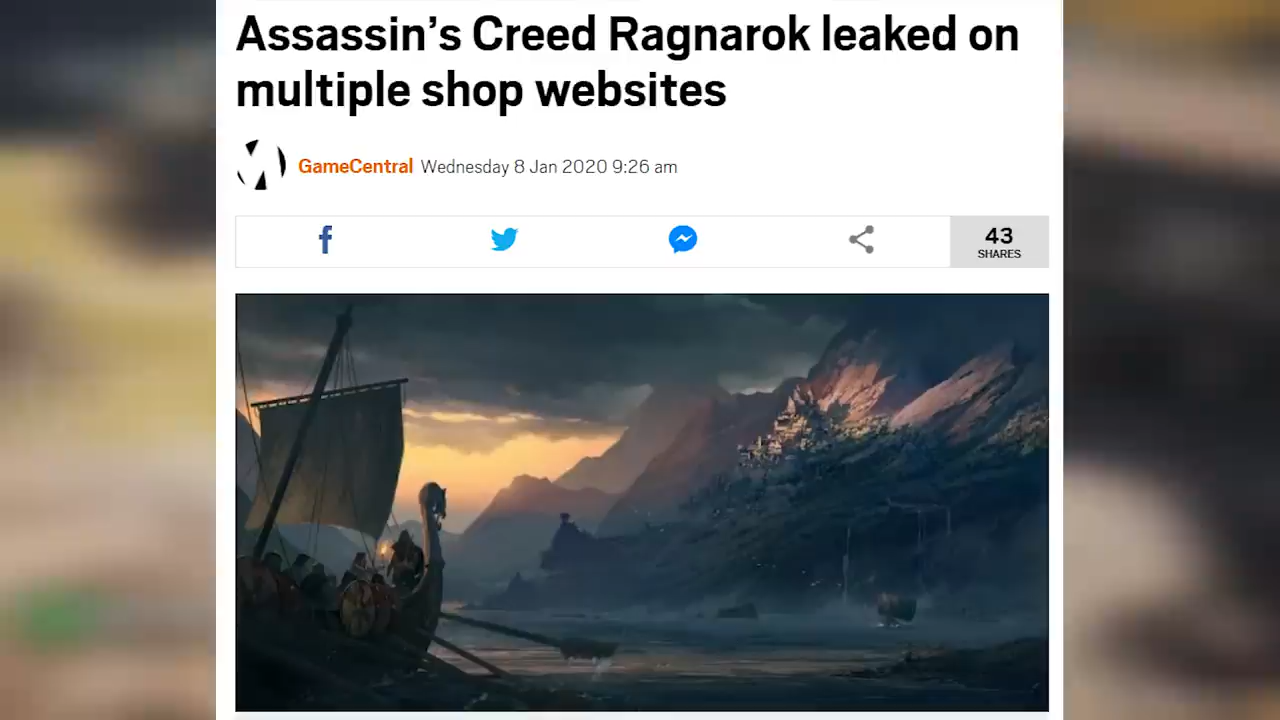 Assassin's Creed Ragnarok leaked on
multiple shop websites
GameCentral Wednesday 8 Jan 2020 9:26 am
43
SHARES